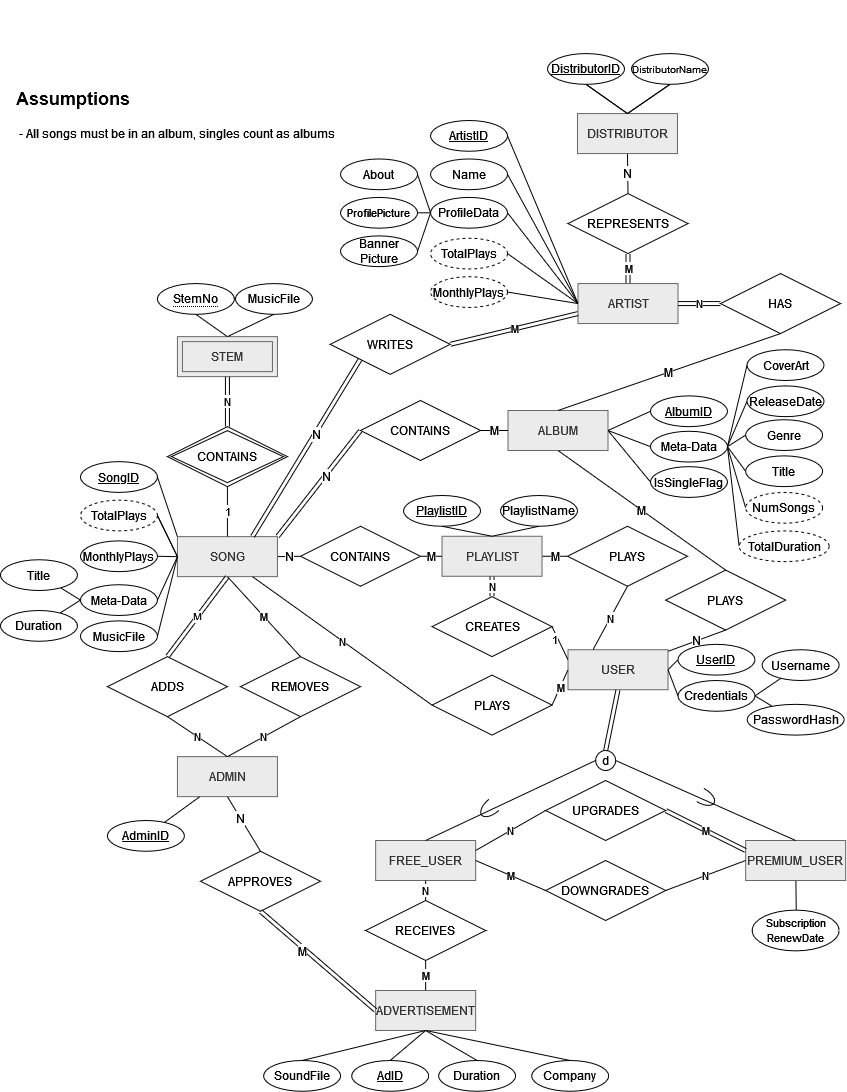 DistributorID
DistributorName
Assumptions
- All songs must be in an album, singles count as albums
DISTRIBUTOR
ArtistID
N
About
Name
ProfilePicture
ProfileData
REPRESENTS
Banner
Picture
TotalPlays
M
MonthlyPlays
StemNo
MusicFile
ARTIST
N
HAS
M
WRITES
STEM
CoverArt
M
N
ReleaseDate
AlbumID
N
CONTAINS
M
ALBUM
Genre
Meta-Data
CONTAINS
Title
SongID
N
IsSingleFlag
TotalPlays
1
PlaylistID
PlaylistName
M
NumSongs
MonthlyPlays
SONG
N
CONTAINS
M
PLAYLIST
M
PLAYS
TotalDuration
Title
N
Meta-Data
PLAYS
Duration
M
M
N
CREATES
MusicFile
N
1
N
UserID
Username
USER
ADDS
REMOVES
M
Credentials
PLAYS
PasswordHash
N
N
d
ADMIN
UPGRADES
N
N
M
AdminID
FREE_USER
PREMIUM_USER
APPROVES
M
DOWNGRADES
N
N
RECEIVES
Subscription
RenewDate
M
M
ADVERTISEMENT
SoundFile
AdID
Duration
Company